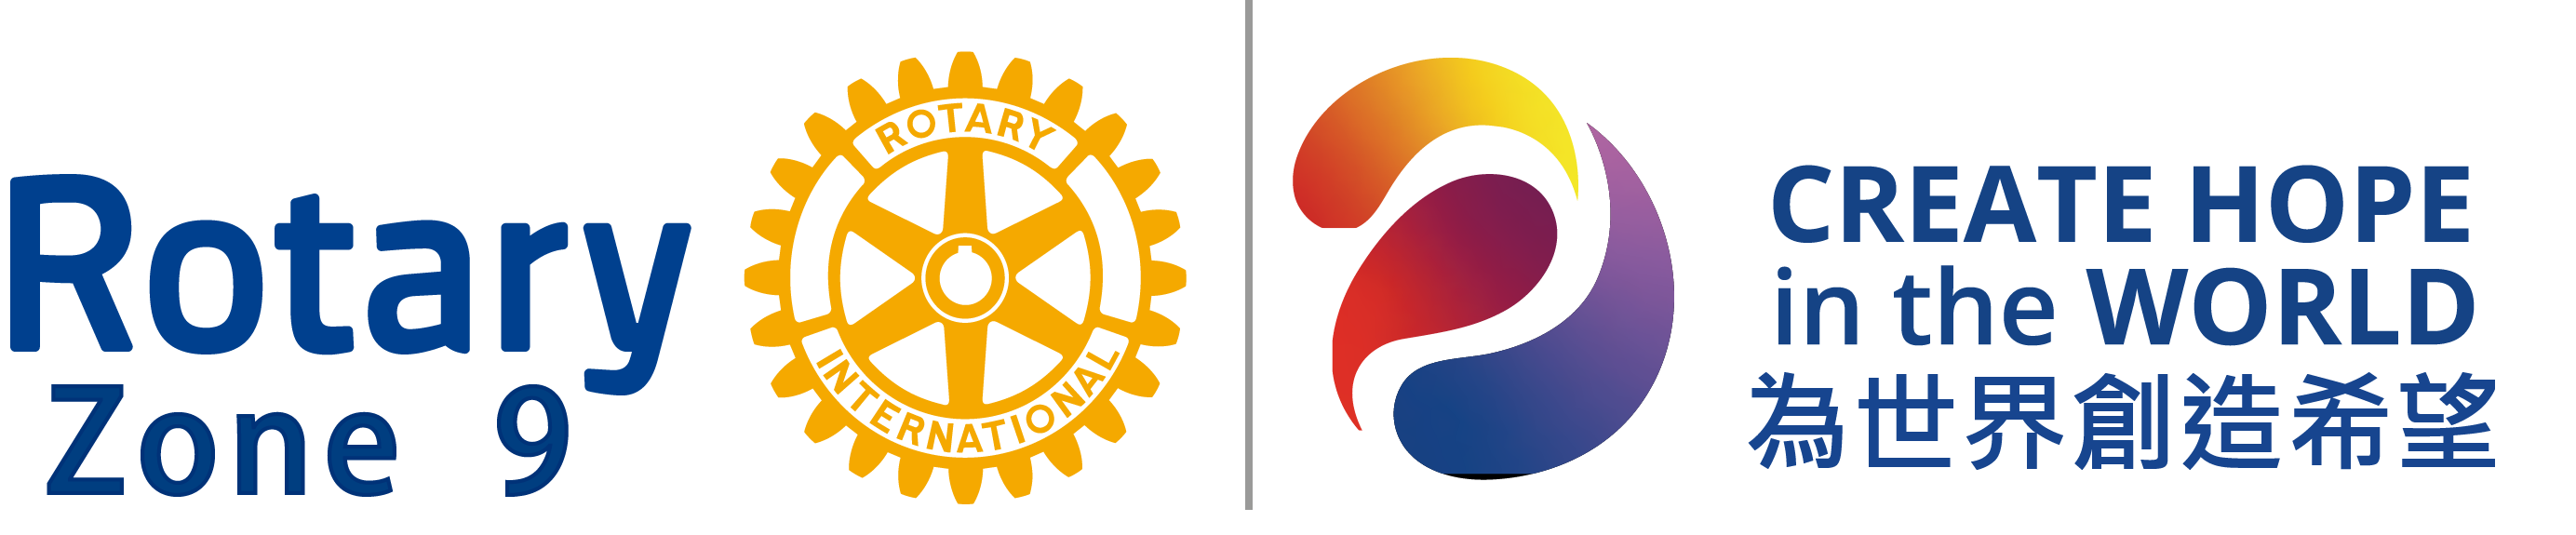 Rotary
Zone 9
ROTARY
INTERNATIONAL
CREATE HOPE
in the WORLD
為世界創造希望